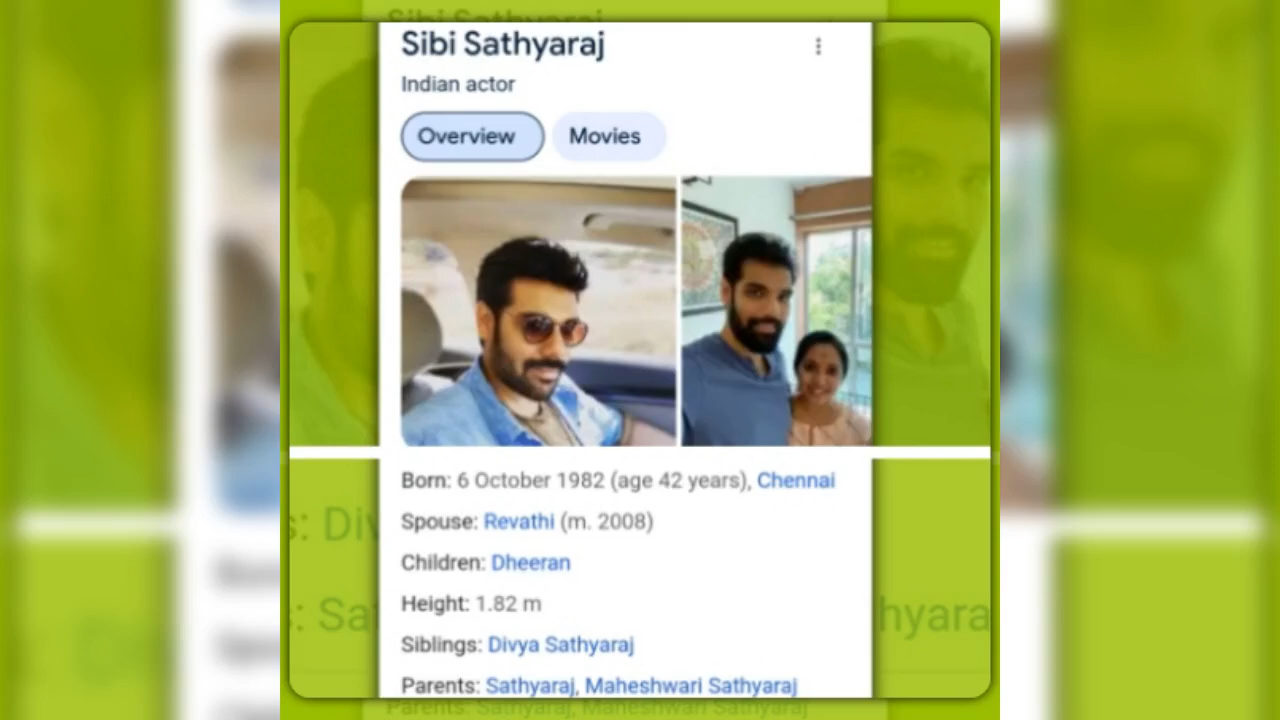 Sibi Sathyaraj
Indian actor
Overview Movies
Born: 6 October 1982 (age 42 years), Chennai
Spouse: Revathi (m. 2008)
Children: Dheeran
Height: 1.82 m
Siblings: Divya Sathyaraj
Parents: Sathyaraj, Maheshwari Sathyaraj